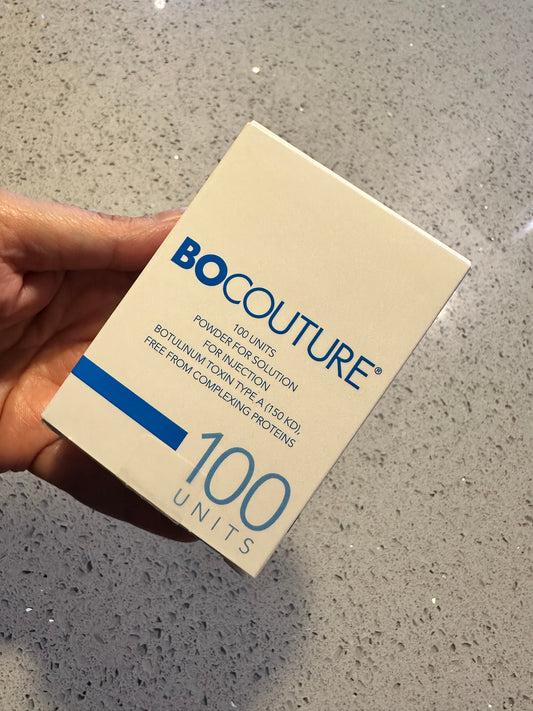 BOCOUTURE®
100 UNITS
POWDER FOR SOLUTION
FOR INJECTION
BOTULINUM TOXIN TYPE A (150 KD),
FREE FROM COMPLEXING PROTEINS
100
UNITS